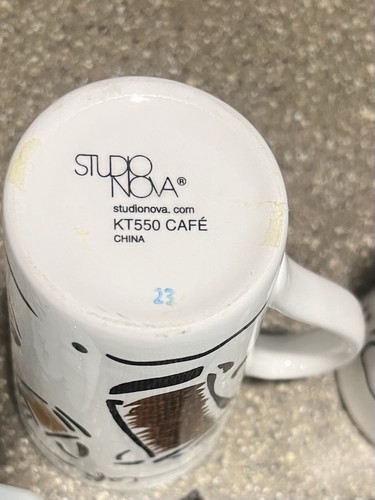 STUDIO
NOVA®
studionova. com
KT550 CAFÉ
CHINA
23